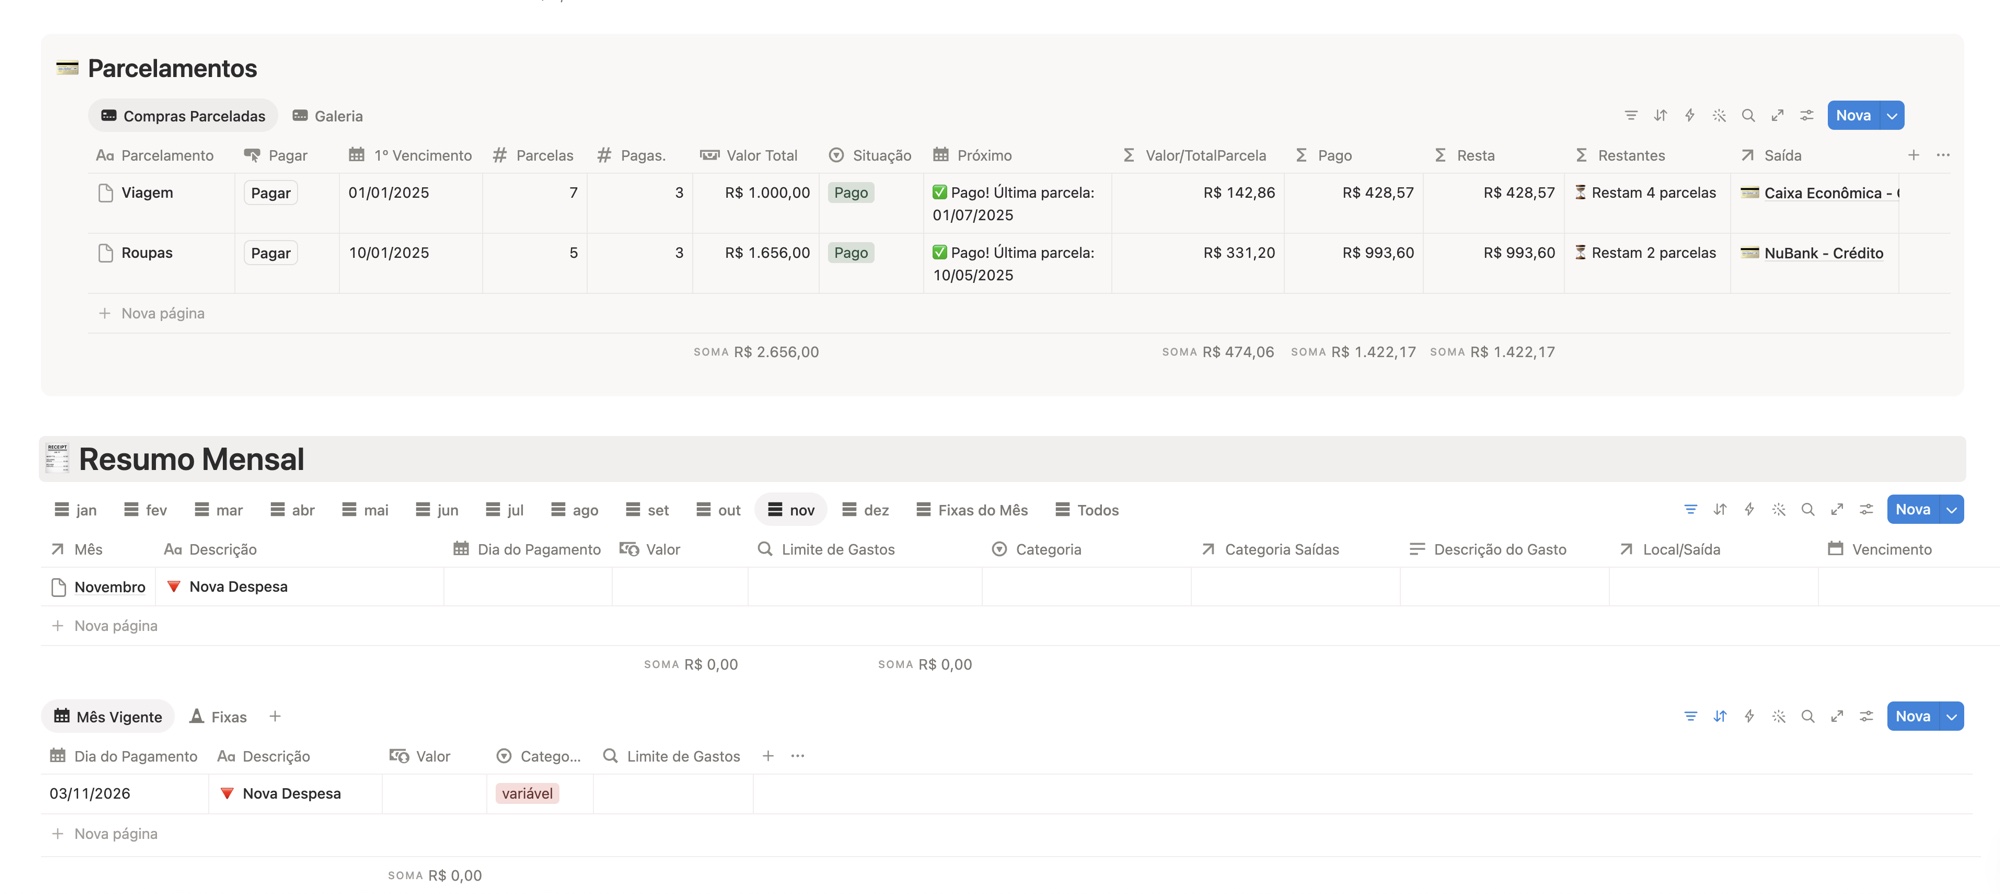 Parcelamentos
Compras Parceladas Galeria Nova
Aa Parcelamento Pagar 1º Vencimento # Parcelas # Pagas. Valor Total Situação Próximo Σ Valor/TotalParcela Σ Pago Σ Resta Σ Restantes Saída
Viagem Pagar 01/01/2025 7 3 R$ 1.000,00 Pago ✅ Pago! Última parcela: R$ 142,86 R$ 428,57 R$ 428,57 ⏳ Restam 4 parcelas Caixa Econômica -
01/07/2025
Roupas Pagar 10/01/2025 5 3 R$ 1.656,00 Pago ✅ Pago! Última parcela: R$ 331,20 R$ 993,60 R$ 993,60 ⏳ Restam 2 parcelas NuBank - Crédito
10/05/2025
+ Nova página
SOMA R$ 2.656,00 SOMA R$ 474,06 SOMA R$ 1.422,17 SOMA R$ 1.422,17
Resumo Mensal
jan fev mar abr mai jun jul ago set out nov dez Fixas do Mês Todos Nova
Mês Aa Descrição Dia do Pagamento Valor Limite de Gastos Categoria Categoria Saídas Descrição do Gasto Local/Saída Vencimento
Novembro Nova Despesa
+ Nova página
SOMA R$ 0,00 SOMA R$ 0,00
Mês Vigente Fixas + Nova
Dia do Pagamento Aa Descrição Valor Catego... Limite de Gastos + ...
03/11/2026 Nova Despesa variável
+ Nova página
SOMA R$ 0,00